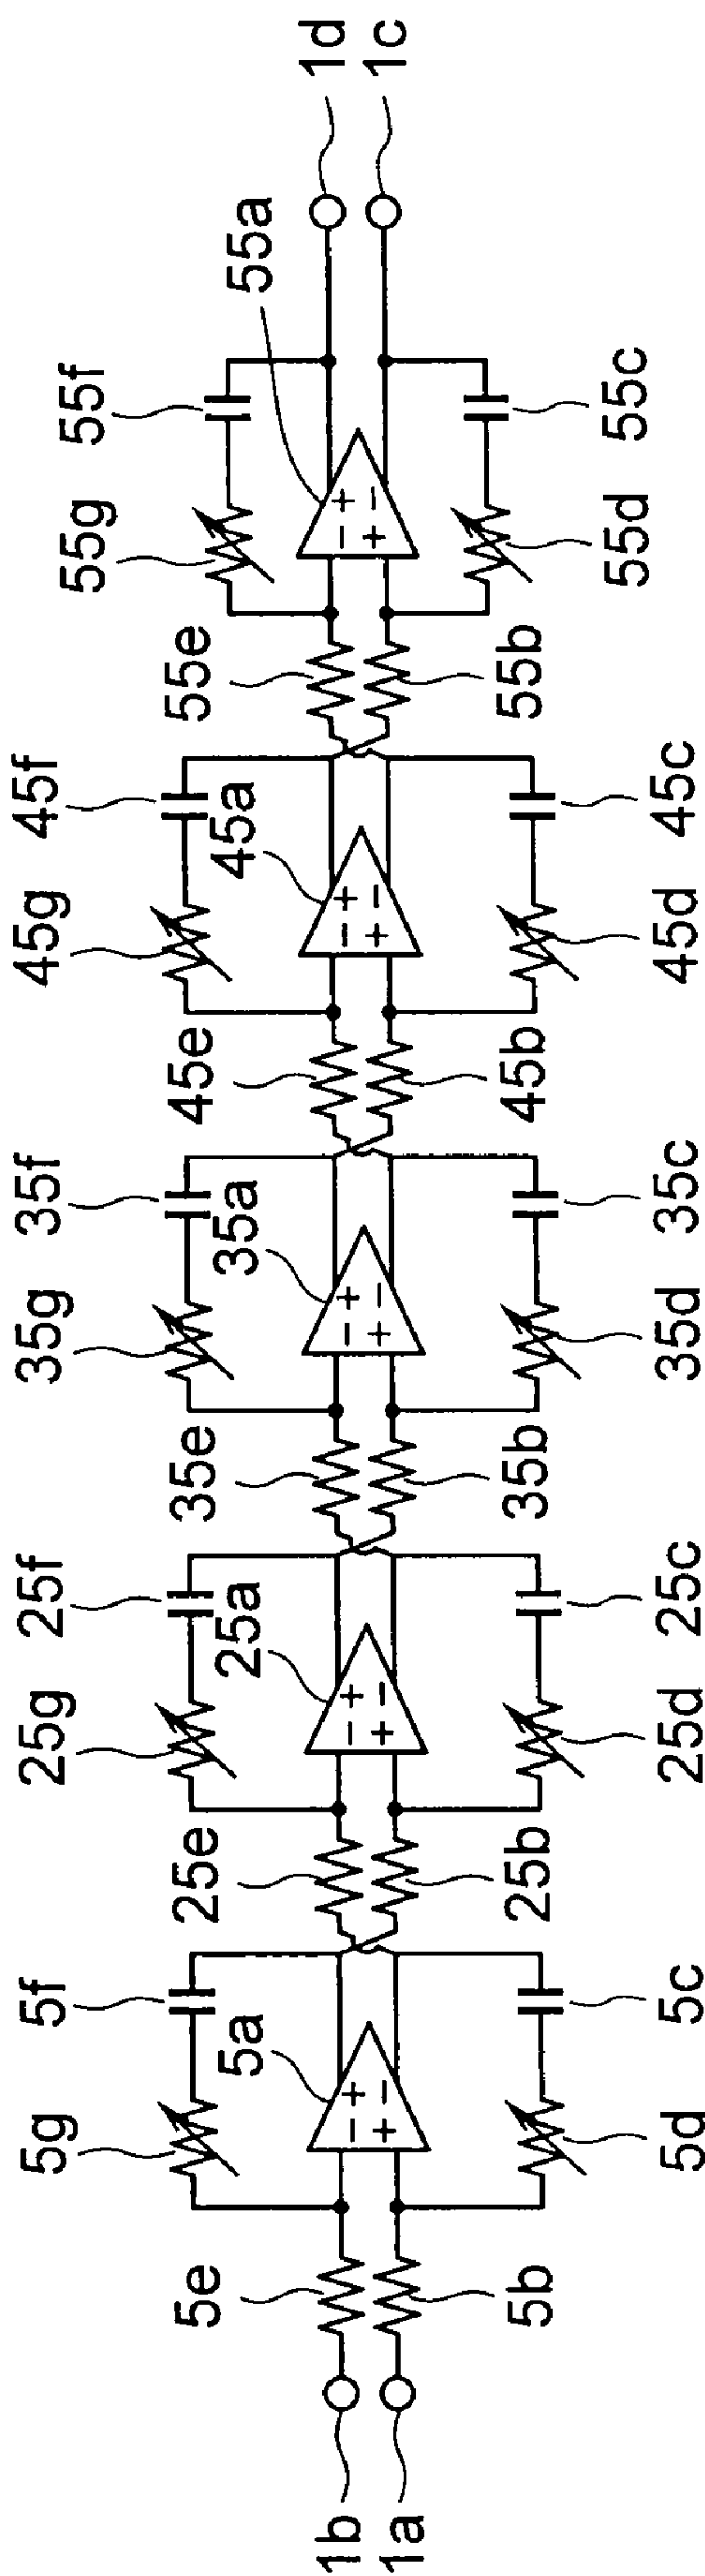 5g 5f 25g 25f 35g 35f 45g 45f 55g 55f
5e 5a 25e 25a 35e 35a 45e 45a 55e 55a
1b − + − + − + − + − + 1d
1a + − + − + − + − + − 1c
5b 25b 35b 45b 55b
5d 5c 25d 25c 35d 35c 45d 45c 55d 55c